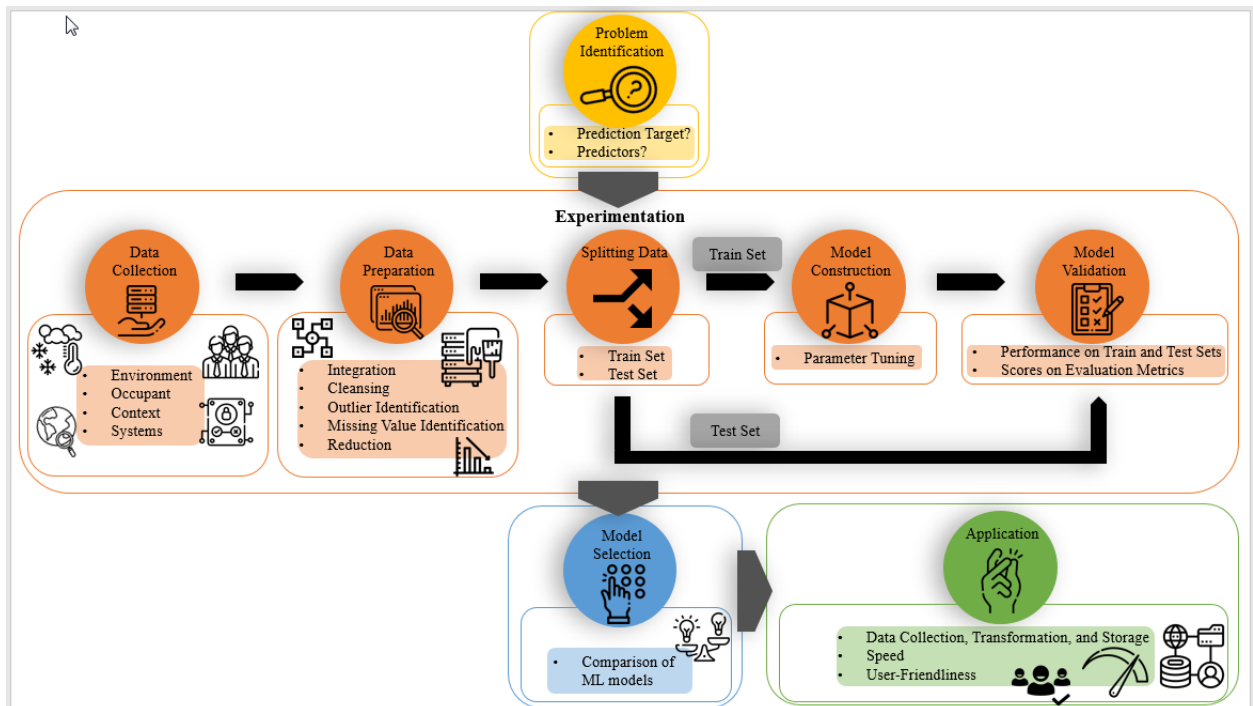 Problem
Identification
?
• Prediction Target?
• Predictors?
Experimentation
Data
Collection
• Environment
• Occupant
• Context
• Systems
Data
Preparation
• Integration
• Cleansing
• Outlier Identification
• Missing Value Identification
• Reduction
Splitting Data
• Train Set
• Test Set
Train Set
Model
Construction
• Parameter Tuning
Model
Validation
• Performance on Train and Test Sets
• Scores on Evaluation Metrics
Test Set
Model
Selection
• Comparison of
ML models
Application
• Data Collection, Transformation, and Storage
• Speed
• User-Friendliness